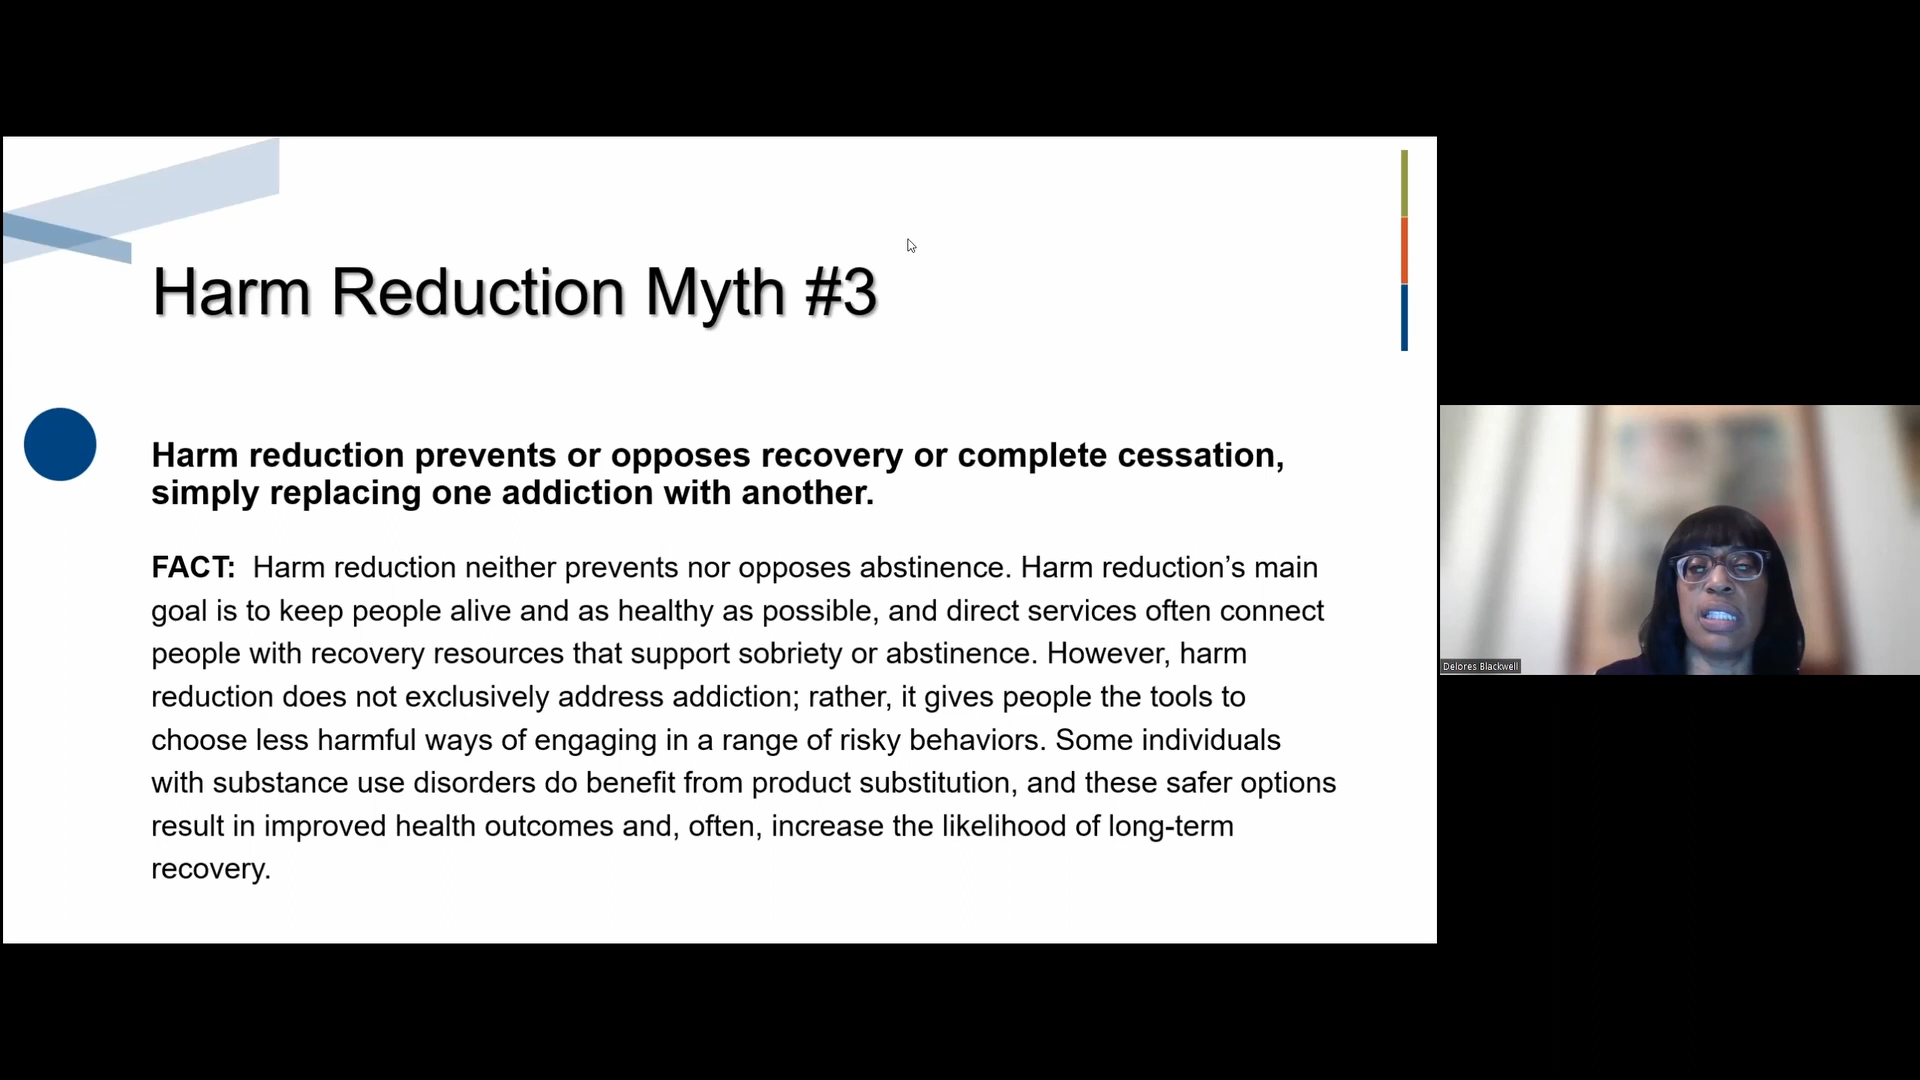 Harm Reduction Myth #3
Harm reduction prevents or opposes recovery or complete cessation,
simply replacing one addiction with another.
FACT:  Harm reduction neither prevents nor opposes abstinence. Harm reduction’s main
goal is to keep people alive and as healthy as possible, and direct services often connect
people with recovery resources that support sobriety or abstinence. However, harm
reduction does not exclusively address addiction; rather, it gives people the tools to
choose less harmful ways of engaging in a range of risky behaviors. Some individuals
with substance use disorders do benefit from product substitution, and these safer options
result in improved health outcomes and, often, increase the likelihood of long-term
recovery.
Delores Blackwell